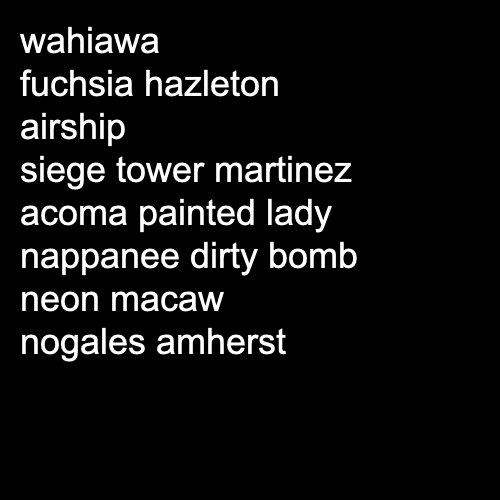 wahiawa
fuchsia hazleton
airship
siege tower martinez
acoma painted lady
nappanee dirty bomb
neon macaw
nogales amherst